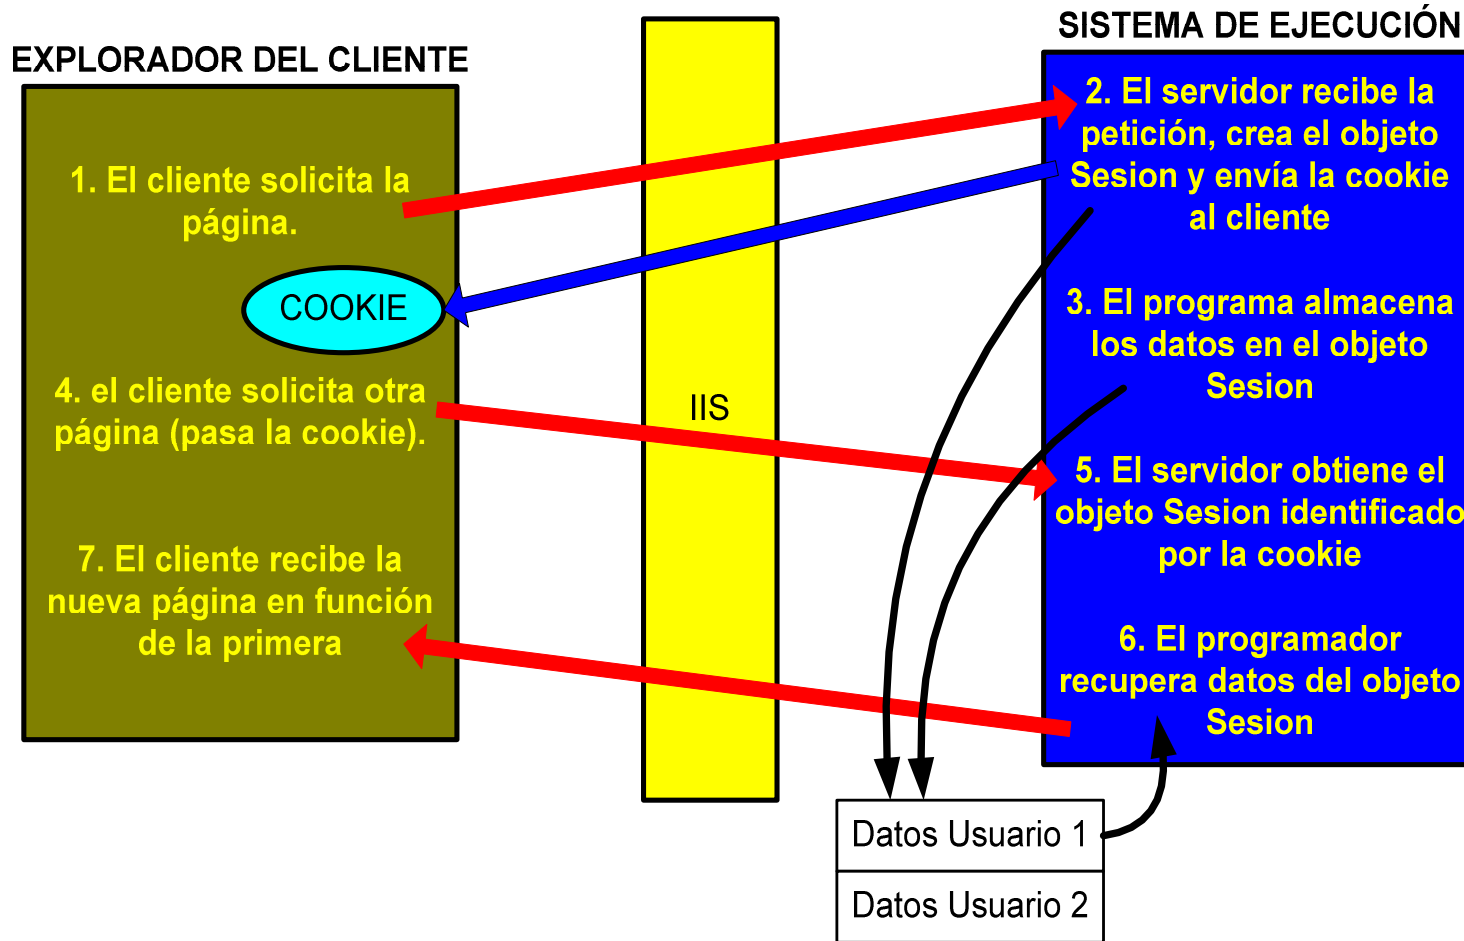 EXPLORADOR DEL CLIENTE
1. El cliente solicita la
página.
COOKIE
4. el cliente solicita otra
página (pasa la cookie).
7. El cliente recibe la
nueva página en función
de la primera
IIS
SISTEMA DE EJECUCIÓN
2. El servidor recibe la
petición, crea el objeto
Sesion y envía la cookie
al cliente
3. El programa almacena
los datos en el objeto
Sesion
5. El servidor obtiene el
objeto Sesion identificado
por la cookie
6. El programador
recupera datos del objeto
Sesion
Datos Usuario 1
Datos Usuario 2